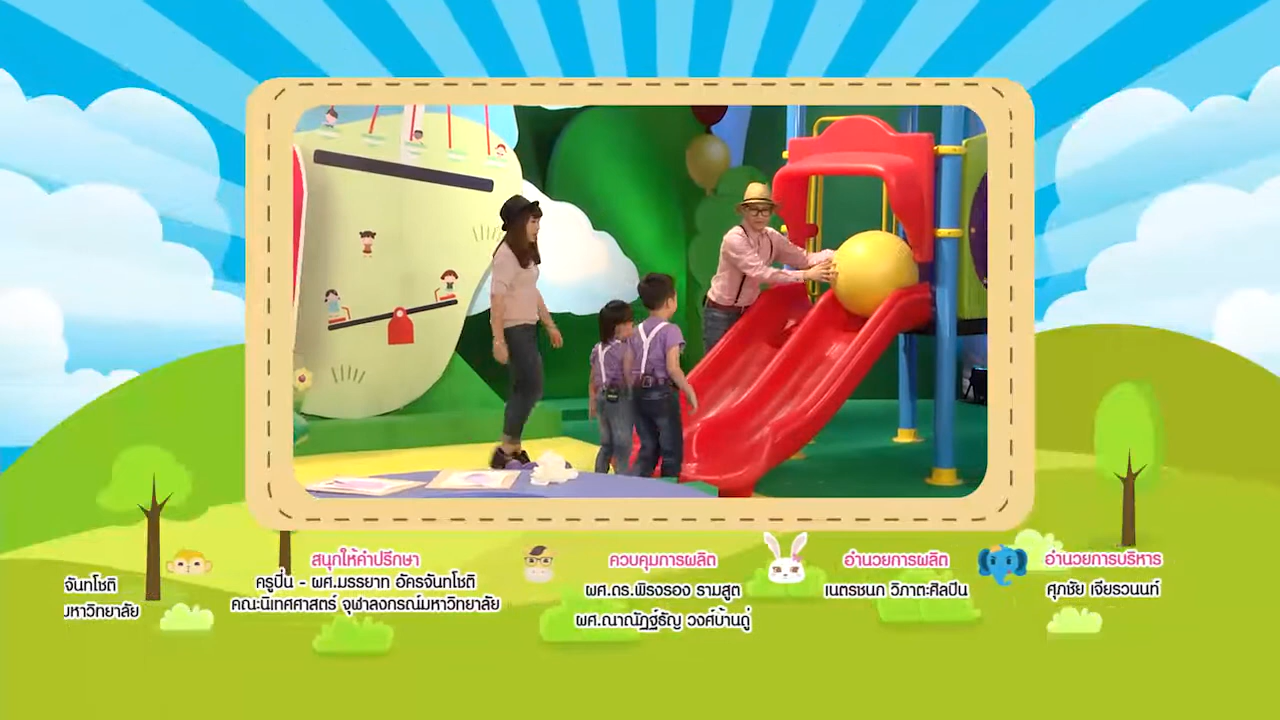 จันทโชติ
มหาวิทยาลัย
สนุกให้คำปรึกษา
ครูปิ่น - ผศ.มรรยาท อัครจันทโชติ
คณะนิเทศศาสตร์ จุฬาลงกรณ์มหาวิทยาลัย
ควบคุมการผลิต
ผศ.ดร.พิรงรอง รามสูต
ผศ.ณาณัฏฐ์ธัญ วงศ์บ้านดู่
อำนวยการผลิต
เนตรชนก วิภาตะศิลปิน
อำนวยการบริหาร
ศุภชัย เจียรวนนท์